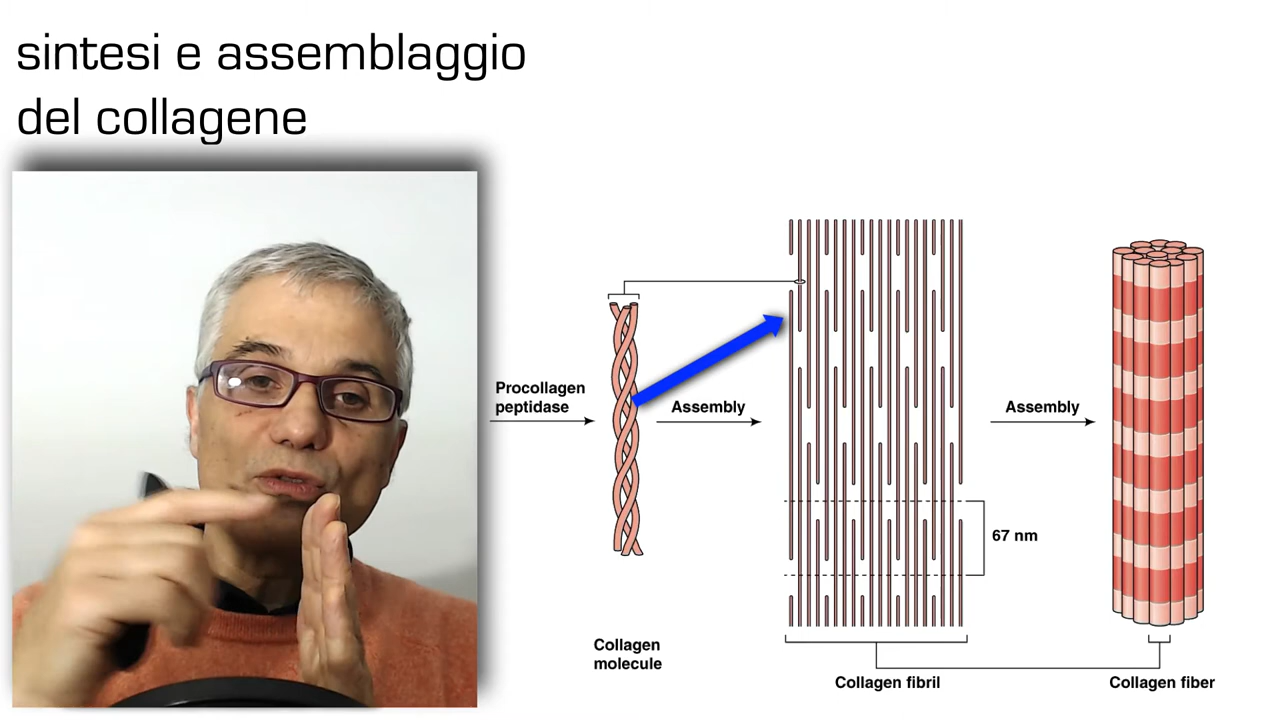 sintesi e assemblaggio
del collagene
Procollagen
peptidase
Assembly
Assembly
67 nm
Collagen
molecule
Collagen fibril
Collagen fiber